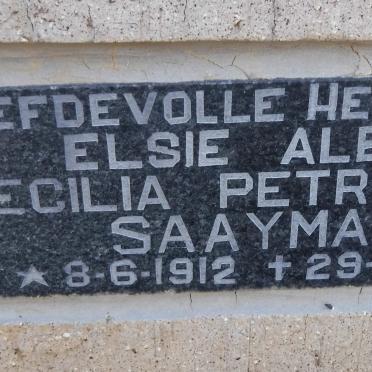 EFDEVOLLE HE
ELSIE ALE
ECILIA PETR
SAAYMA
★ 8-6-1912 ✝ 29-